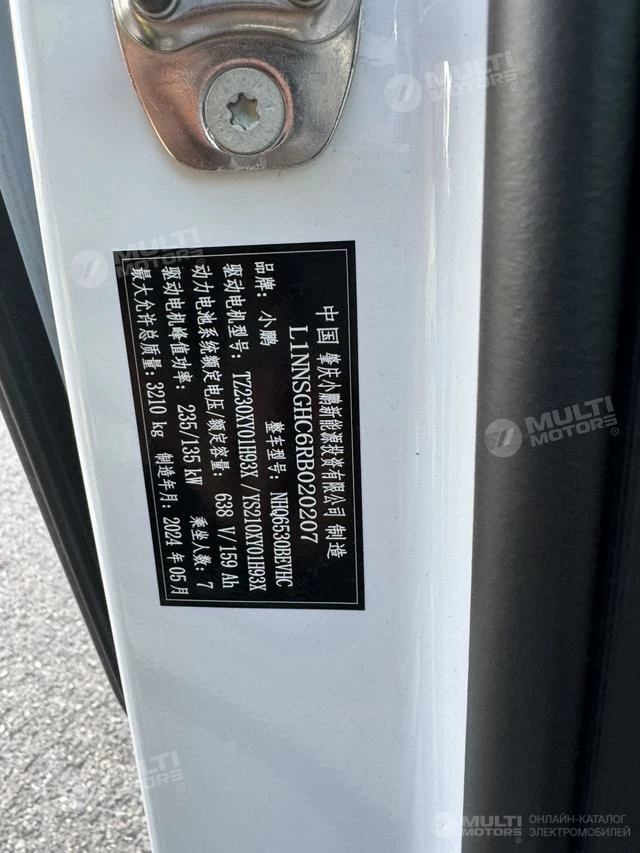 中国 肇庆小鹏新能源投资有限公司 制造
L1NNSGHC6RB020207
品牌: 小鹏 整车型号: NHQ6530BEVHC
驱动电机型号: TZ230XY01H93X / YS210XY01H93X
动力电池系统额定电压/额定容量: 638 V/159 Ah
驱动电机峰值功率: 235/135 kW 乘坐人数: 7
最大允许总质量: 3210 kg 制造年月: 2024 年 05月
MULTI MOTORS
MULTI MOTORS
MULTI MOTORS
MULTI MOTORS
MULTI MOTORS
ОНЛАЙН-КАТАЛОГ
ЭЛЕКТРОМОБИЛЕЙ